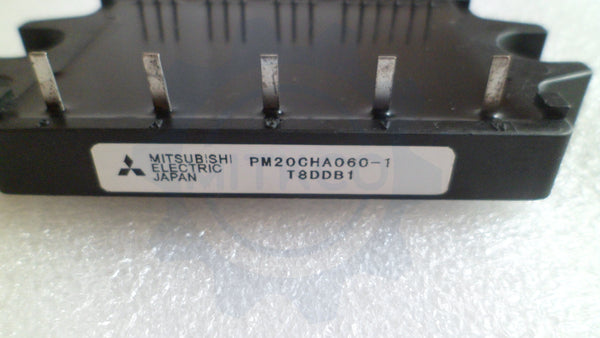 MITSUBISHI
ELECTRIC
JAPAN
PM20CHA060-1
T8DDB1